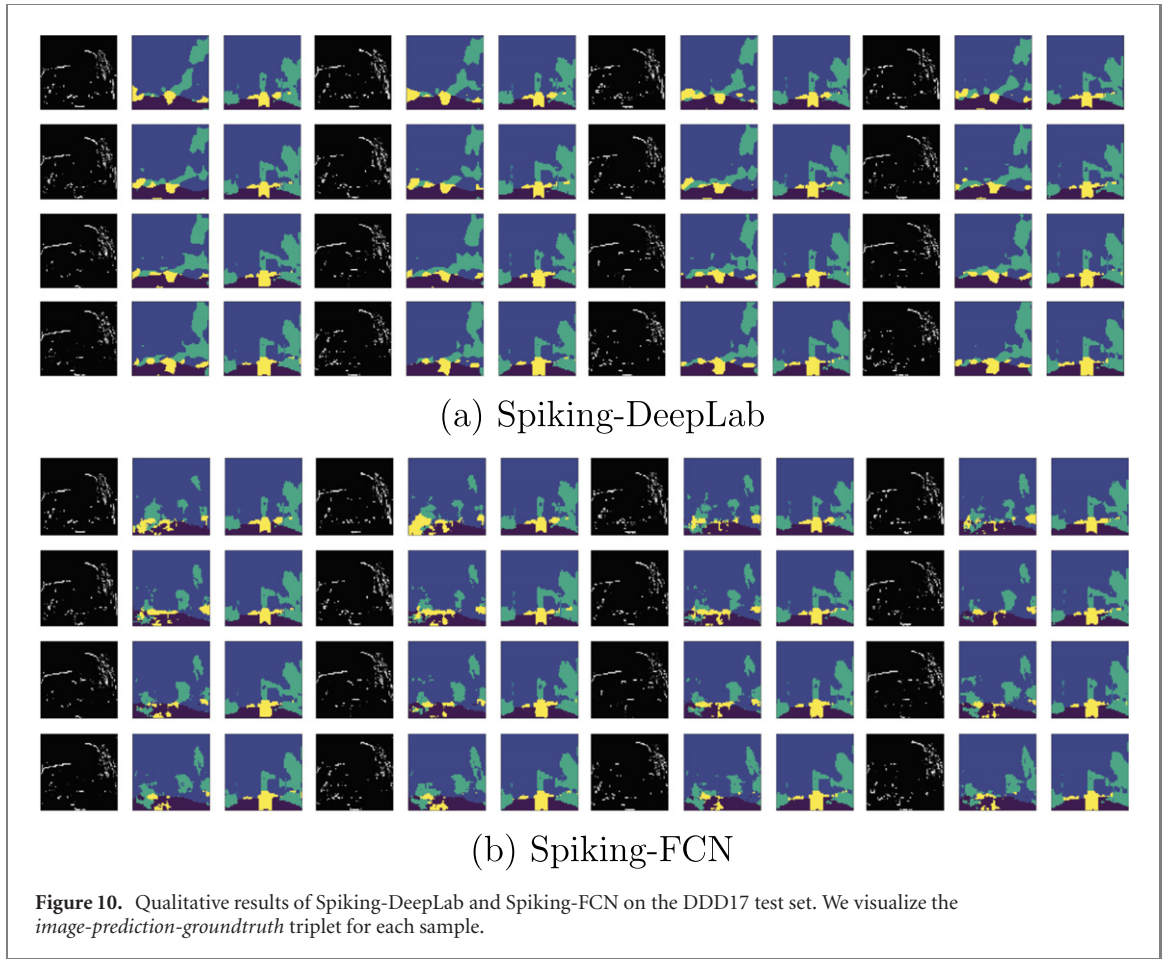 (a) Spiking-DeepLab
(b) Spiking-FCN
Figure 10. Qualitative results of Spiking-DeepLab and Spiking-FCN on the DDD17 test set. We visualize the
image-prediction-groundtruth triplet for each sample.